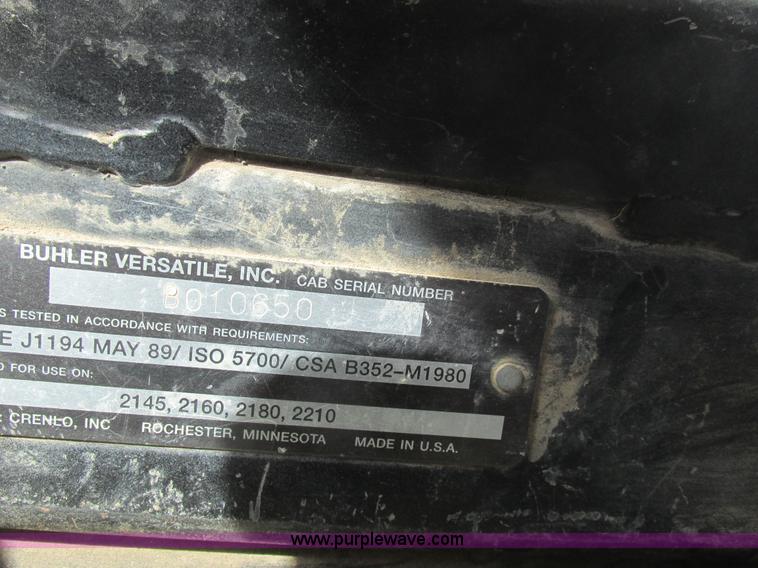 BUHLER VERSATILE, INC. CAB SERIAL NUMBER
B010650
S TESTED IN ACCORDANCE WITH REQUIREMENTS:
E J1194 MAY 89/ ISO 5700/ CSA B352-M1980
D FOR USE ON:
2145, 2160, 2180, 2210
: CRENLO, INC ROCHESTER, MINNESOTA MADE IN U.S.A.
www.purplewave.com